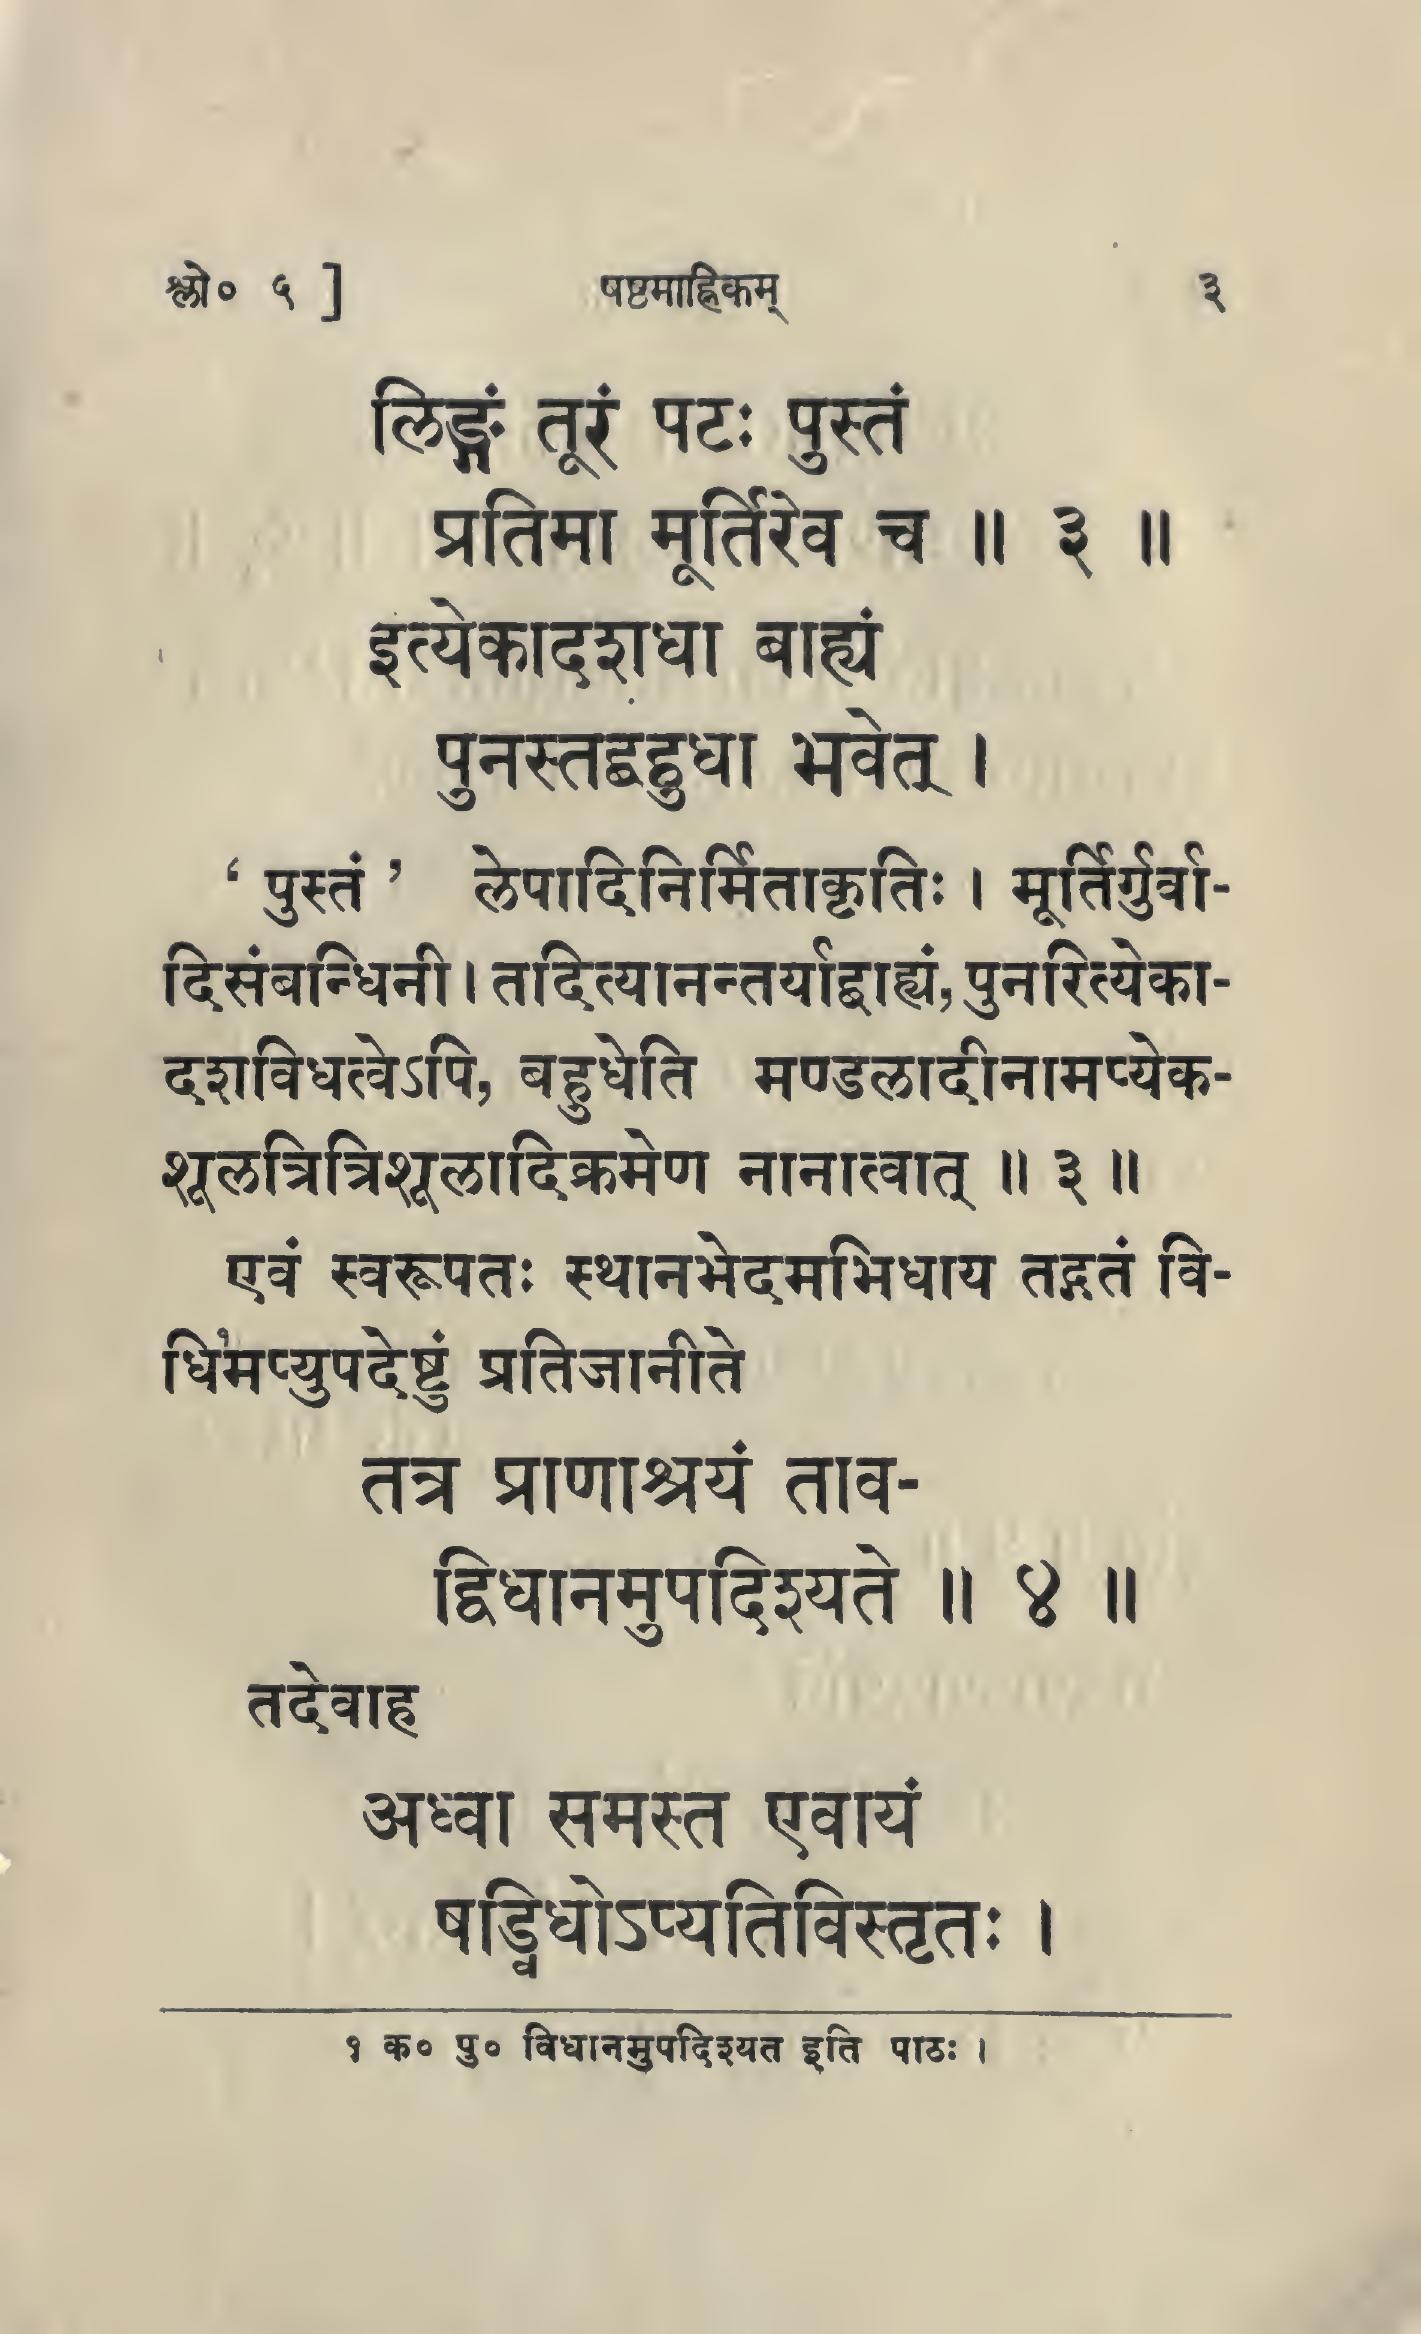 श्लो० ५ ] षष्ठमाह्निकम् ३
लिङ्गं तूरं पटः पुस्तं
प्रतिमा मूर्तिरेव च ॥ ३ ॥
इत्येकादशधा बाह्यं
पुनस्तद्बहुधा भवेत् ।
‘ पुस्तं ’ लेपादिनिर्मिताकृतिः । मूर्तिर्गुर्वा-
दिसंबन्धिनी । तदित्यानन्तर्याद्बाह्यं, पुनरित्येका-
दशविधत्वेऽपि, बहुधेति मण्डलादीनामप्येक-
शूलत्रित्रिशूलादिक्रमेण नानात्वात् ॥ ३ ॥
एवं स्वरूपतः स्थानभेदमभिधाय तद्गतं वि-
धि१मप्युपदेष्टुं प्रतिजानीते
तत्र प्राणाश्रयं ताव-
द्विधानमुपदिश्यते ॥ ४ ॥
तदेवाह
अध्वा समस्त एवायं
षड्विधोऽप्यतिविस्तृतः ।
१ क० पु० विधानमुपदिश्यत इति पाठः ।